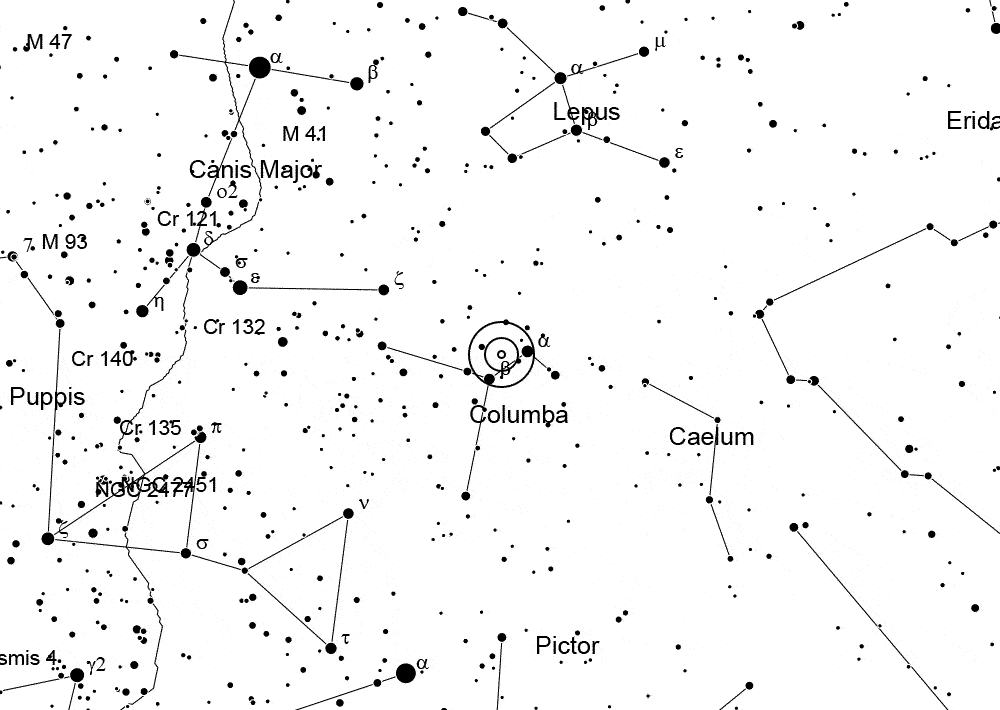 M 47
α
β
μ
α
Lepus
β
ε
Erida
M 41
Canis Major
ο2
Cr 121
δ
σ
ε
ζ
7
M 93
η
Cr 132
Cr 140
α
β
Puppis
Columba
Cr 135
π
Caelum
NGC 2451
NGC 2477
ν
ζ
σ
τ
Pictor
smis 4
γ2
α